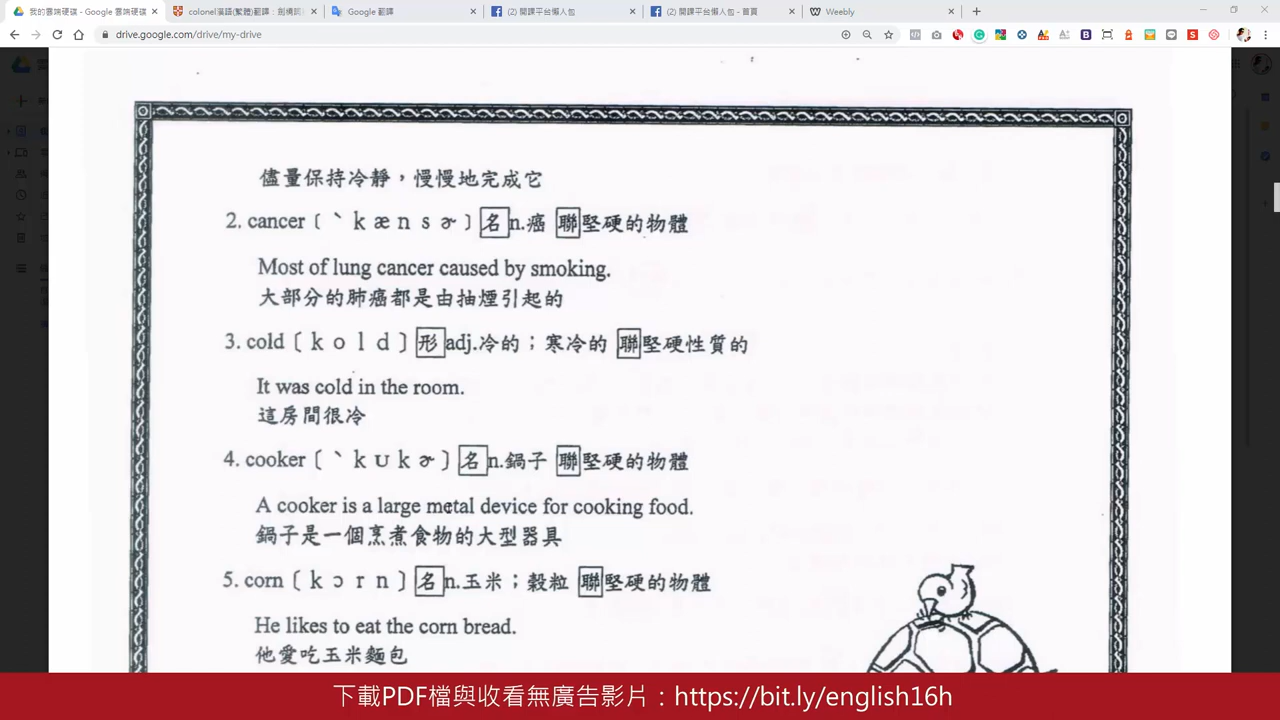 我的雲端硬碟 - Google 雲端硬碟
colonel漢語(繁體)翻譯：劍橋詞
Google 翻譯
(2) 開課平台懶人包
(2) 開課平台懶人包 - 首頁
Weebly
drive.google.com/drive/my-drive
儘量保持冷靜，慢慢地完成它
2. cancer〔ˋkænsɚ〕名n.癌 聯堅硬的物體
Most of lung cancer caused by smoking.
大部分的肺癌都是由抽煙引起的
3. cold〔kold〕形adj.冷的；寒冷的 聯堅硬性質的
It was cold in the room.
這房間很冷
4. cooker〔ˋkᴜkɚ〕名n.鍋子 聯堅硬的物體
A cooker is a large metal device for cooking food.
鍋子是一個烹煮食物的大型器具
5. corn〔kɔrn〕名n.玉米；穀粒 聯堅硬的物體
He likes to eat the corn bread.
他愛吃玉米麵包
下載PDF檔與收看無廣告影片：https://bit.ly/english16h